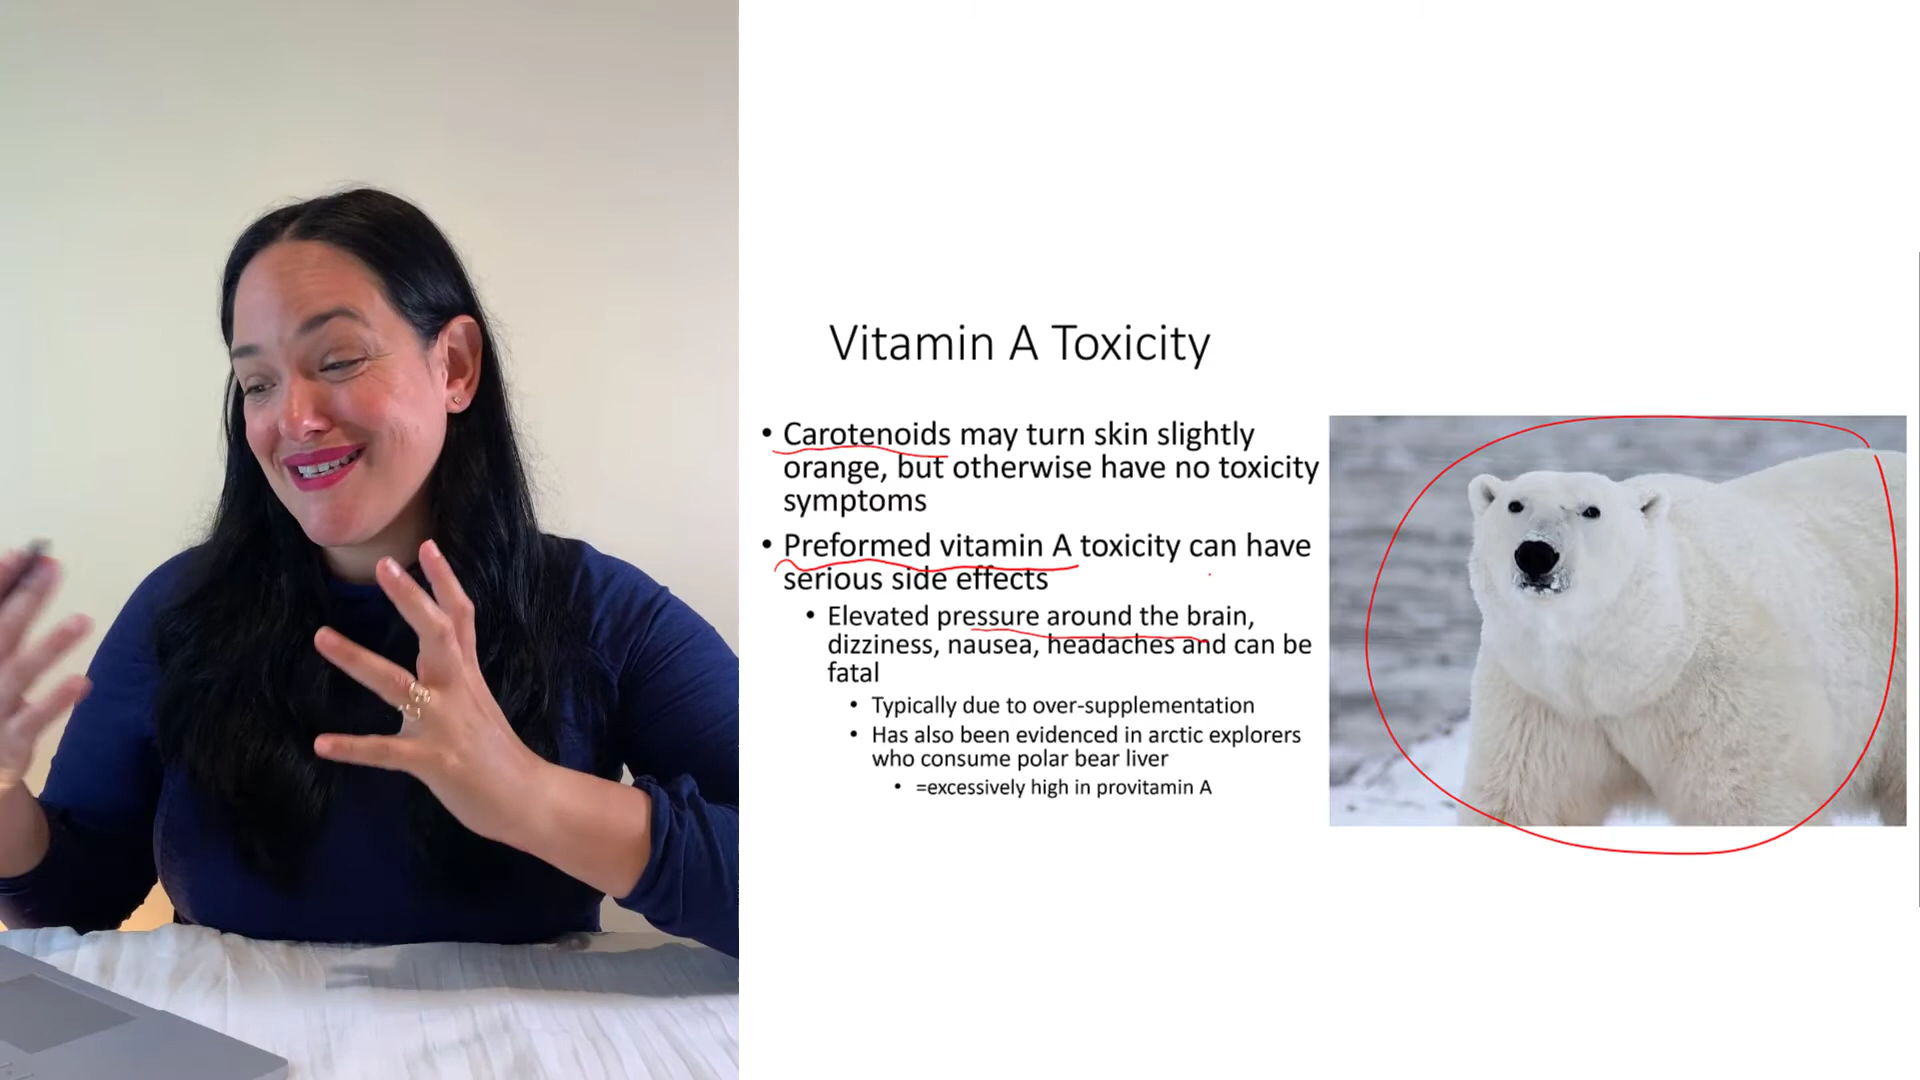 Vitamin A Toxicity
• Carotenoids may turn skin slightly
orange, but otherwise have no toxicity
symptoms
• Preformed vitamin A toxicity can have
serious side effects
• Elevated pressure around the brain,
dizziness, nausea, headaches and can be
fatal
• Typically due to over-supplementation
• Has also been evidenced in arctic explorers
who consume polar bear liver
• =excessively high in provitamin A